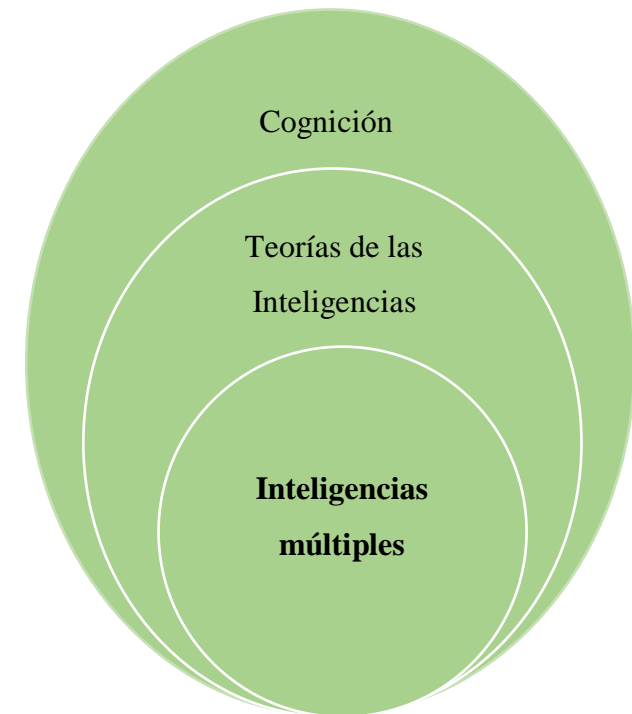 Cognición
Teorías de las
Inteligencias
Inteligencias
múltiples